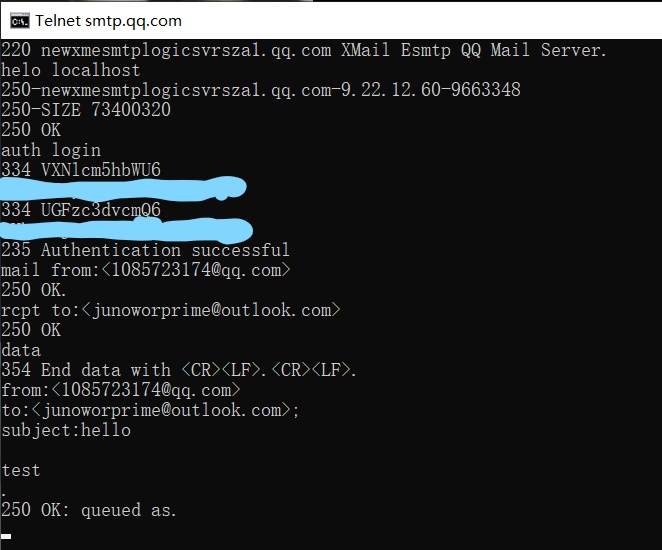 Telnet smtp.qq.com
220 newxmesmtplogicsvrsza1.qq.com XMail Esmtp QQ Mail Server.
helo localhost
250-newxmesmtplogicsvrsza1.qq.com-9.22.12.60-9663348
250-SIZE 73400320
250 OK
auth login
334 VXNlcm5hbWU6
334 UGFzc3dvcmQ6
235 Authentication successful
mail from:<1085723174@qq.com>
250 OK.
rcpt to:<junoworprime@outlook.com>
250 OK
data
354 End data with <CR><LF>.<CR><LF>.
from:<1085723174@qq.com>
to:<junoworprime@outlook.com>;
subject:hello
test
.
250 OK: queued as.